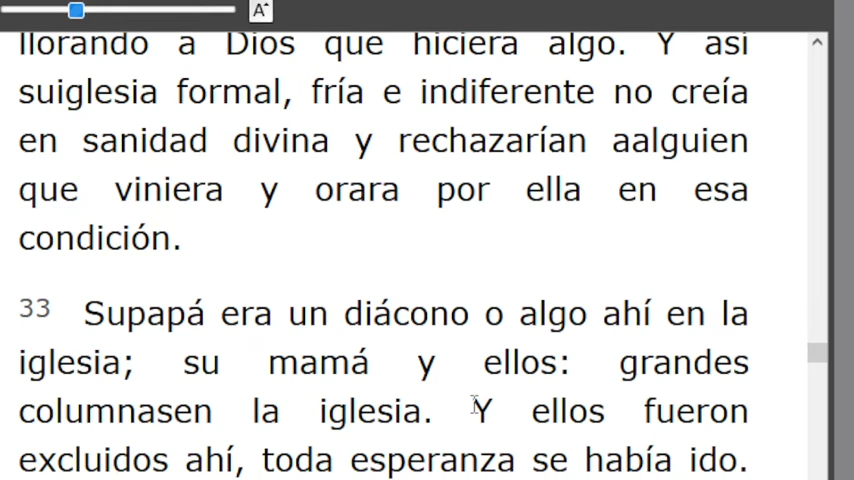 A
llorando a Dios que hiciera algo. Y así
suiglesia formal, fría e indiferente no creía
en sanidad divina y rechazarían aalguien
que viniera y orara por ella en esa
condición.
33 Supapá era un diácono o algo ahí en la
iglesia; su mamá y ellos: grandes
columnasen la iglesia. Y ellos fueron
excluidos ahí, toda esperanza se había ido.